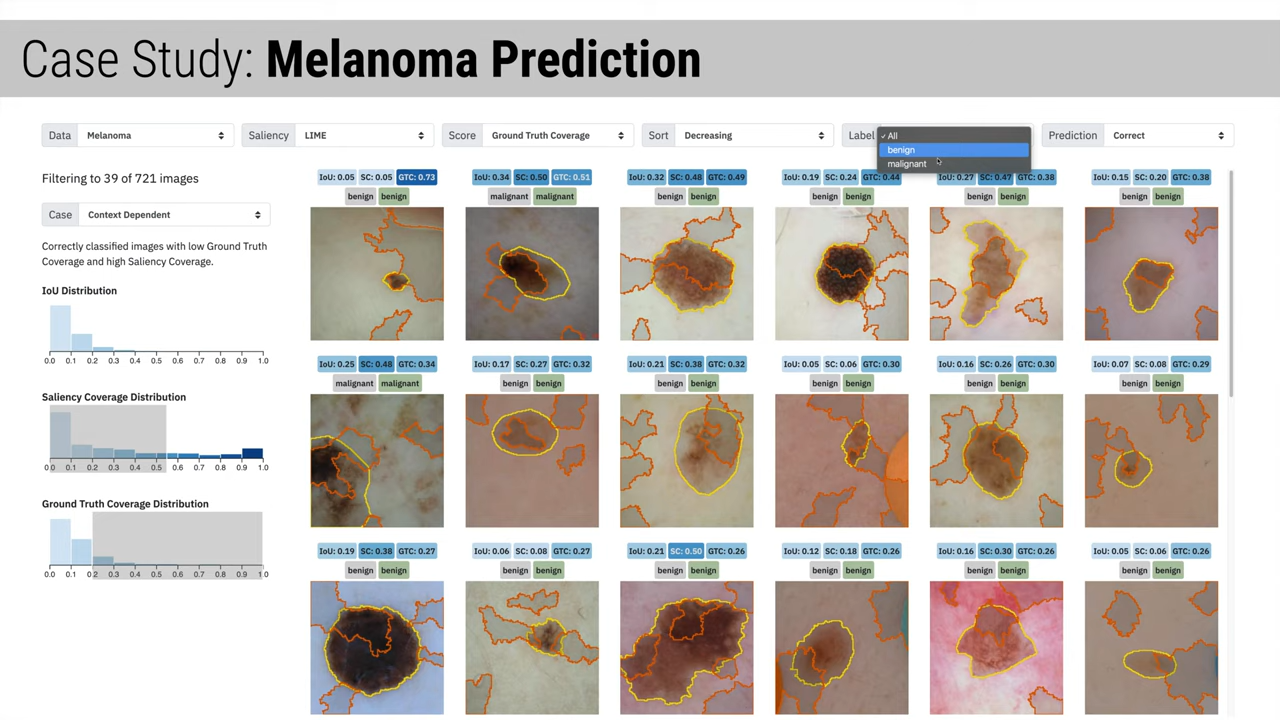 Case Study: Melanoma Prediction
Data Melanoma Saliency LIME Score Ground Truth Coverage Sort Decreasing Label ✓ All Prediction Correct
benign
malignant
Filtering to 39 of 721 images
Case Context Dependent
Correctly classified images with low Ground Truth
Coverage and high Saliency Coverage.
IoU Distribution
0.0 0.1 0.2 0.3 0.4 0.5 0.6 0.7 0.8 0.9 1.0
Saliency Coverage Distribution
0.0 0.1 0.2 0.3 0.4 0.5 0.6 0.7 0.8 0.9 1.0
Ground Truth Coverage Distribution
0.0 0.1 0.2 0.3 0.4 0.5 0.6 0.7 0.8 0.9 1.0
IoU: 0.05 SC: 0.05 GTC: 0.73 IoU: 0.34 SC: 0.50 GTC: 0.51 IoU: 0.32 SC: 0.48 GTC: 0.49 IoU: 0.19 SC: 0.24 GTC: 0.44 IoU: 0.27 SC: 0.47 GTC: 0.38 IoU: 0.15 SC: 0.20 GTC: 0.38
benign benign malignant malignant benign benign benign benign benign benign benign benign
IoU: 0.25 SC: 0.48 GTC: 0.34 IoU: 0.17 SC: 0.27 GTC: 0.32 IoU: 0.21 SC: 0.38 GTC: 0.32 IoU: 0.05 SC: 0.06 GTC: 0.30 IoU: 0.16 SC: 0.26 GTC: 0.30 IoU: 0.07 SC: 0.08 GTC: 0.29
malignant malignant benign benign benign benign benign benign benign benign benign benign
IoU: 0.19 SC: 0.38 GTC: 0.27 IoU: 0.06 SC: 0.08 GTC: 0.27 IoU: 0.21 SC: 0.50 GTC: 0.26 IoU: 0.12 SC: 0.18 GTC: 0.26 IoU: 0.16 SC: 0.30 GTC: 0.26 IoU: 0.05 SC: 0.06 GTC: 0.26
benign benign benign benign benign benign benign benign benign benign benign benign